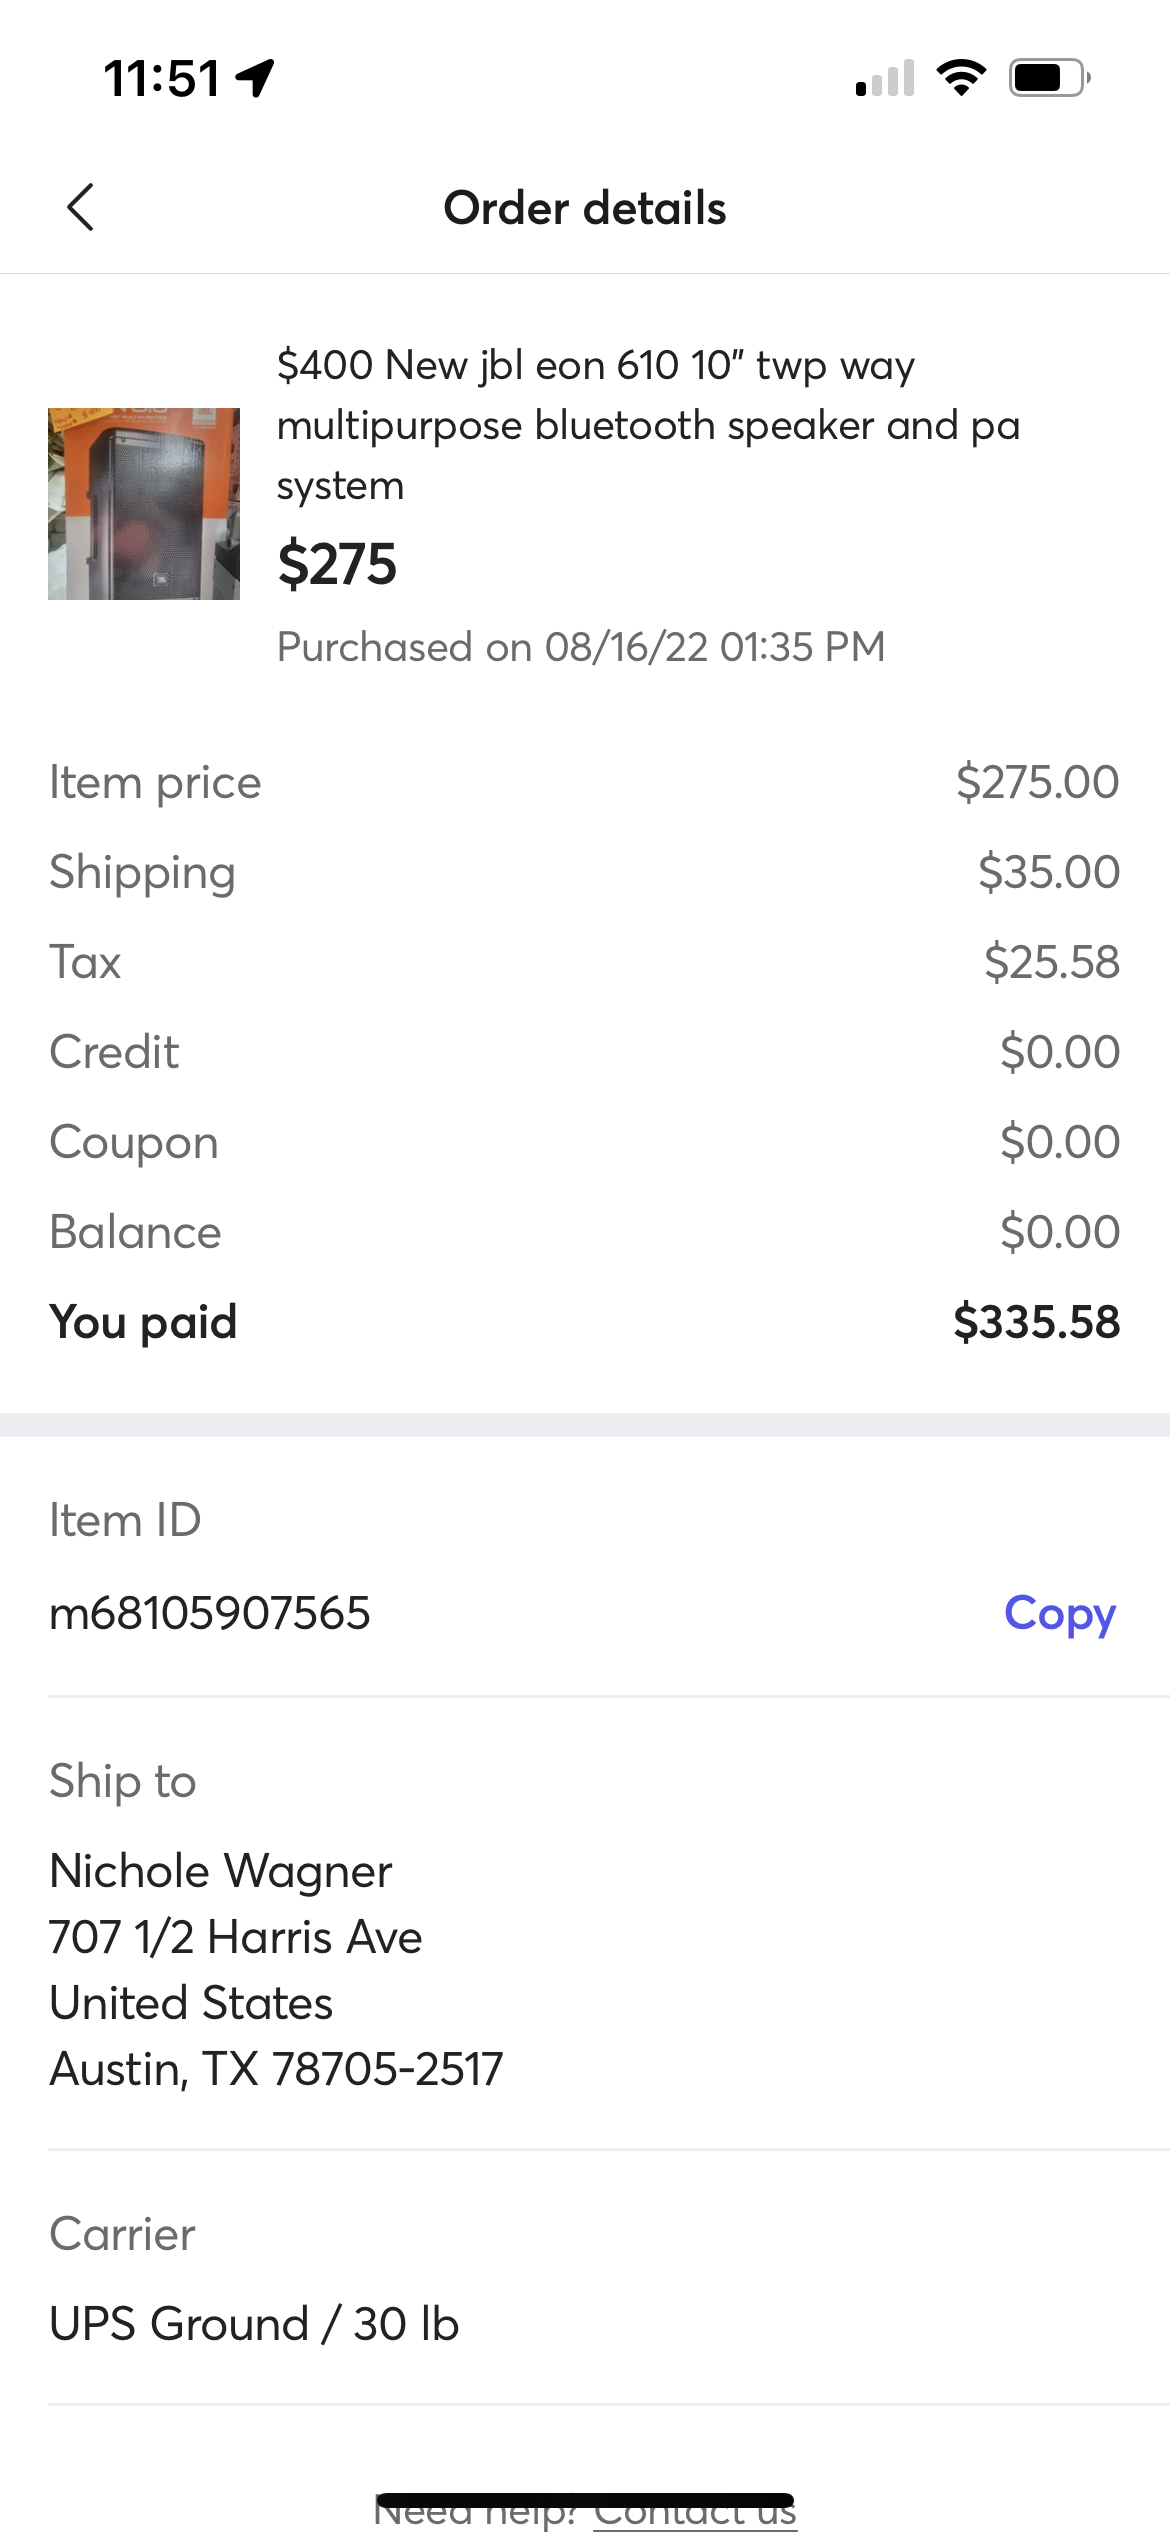 11:51
Order details
$400 New jbl eon 610 10" twp way
multipurpose bluetooth speaker and pa
system
$275
Purchased on 08/16/22 01:35 PM
Item price $275.00
Shipping $35.00
Tax $25.58
Credit $0.00
Coupon $0.00
Balance $0.00
You paid $335.58
Item ID
m68105907565 Copy
Ship to
Nichole Wagner
707 1/2 Harris Ave
United States
Austin, TX 78705-2517
Carrier
UPS Ground / 30 lb
Need help? Contact us